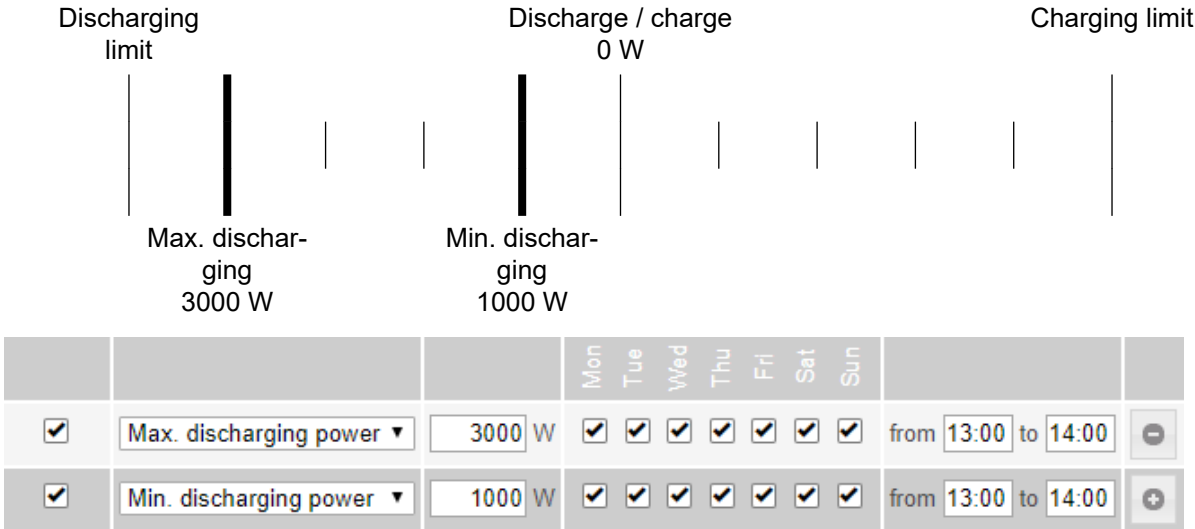 Discharging
limit
Discharge / charge
0 W
Charging limit
Max. dischar-
ging
3000 W
Min. dischar-
ging
1000 W
Mon Tue Wed Thu Fri Sat Sun
Max. discharging power 3000 W from 13:00 to 14:00
Min. discharging power 1000 W from 13:00 to 14:00